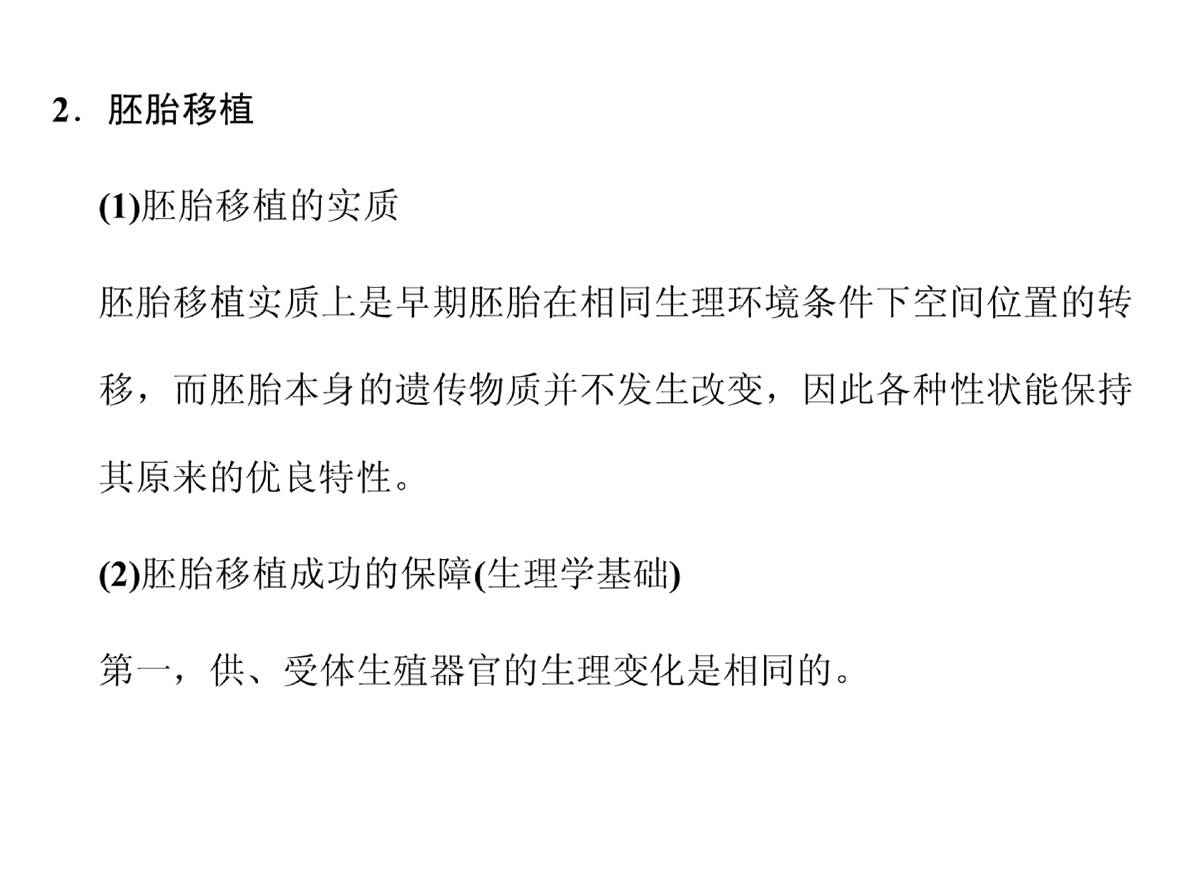 2．胚胎移植
(1)胚胎移植的实质
胚胎移植实质上是早期胚胎在相同生理环境条件下空间位置的转
移，而胚胎本身的遗传物质并不发生改变，因此各种性状能保持
其原来的优良特性。
(2)胚胎移植成功的保障(生理学基础)
第一，供、受体生殖器官的生理变化是相同的。